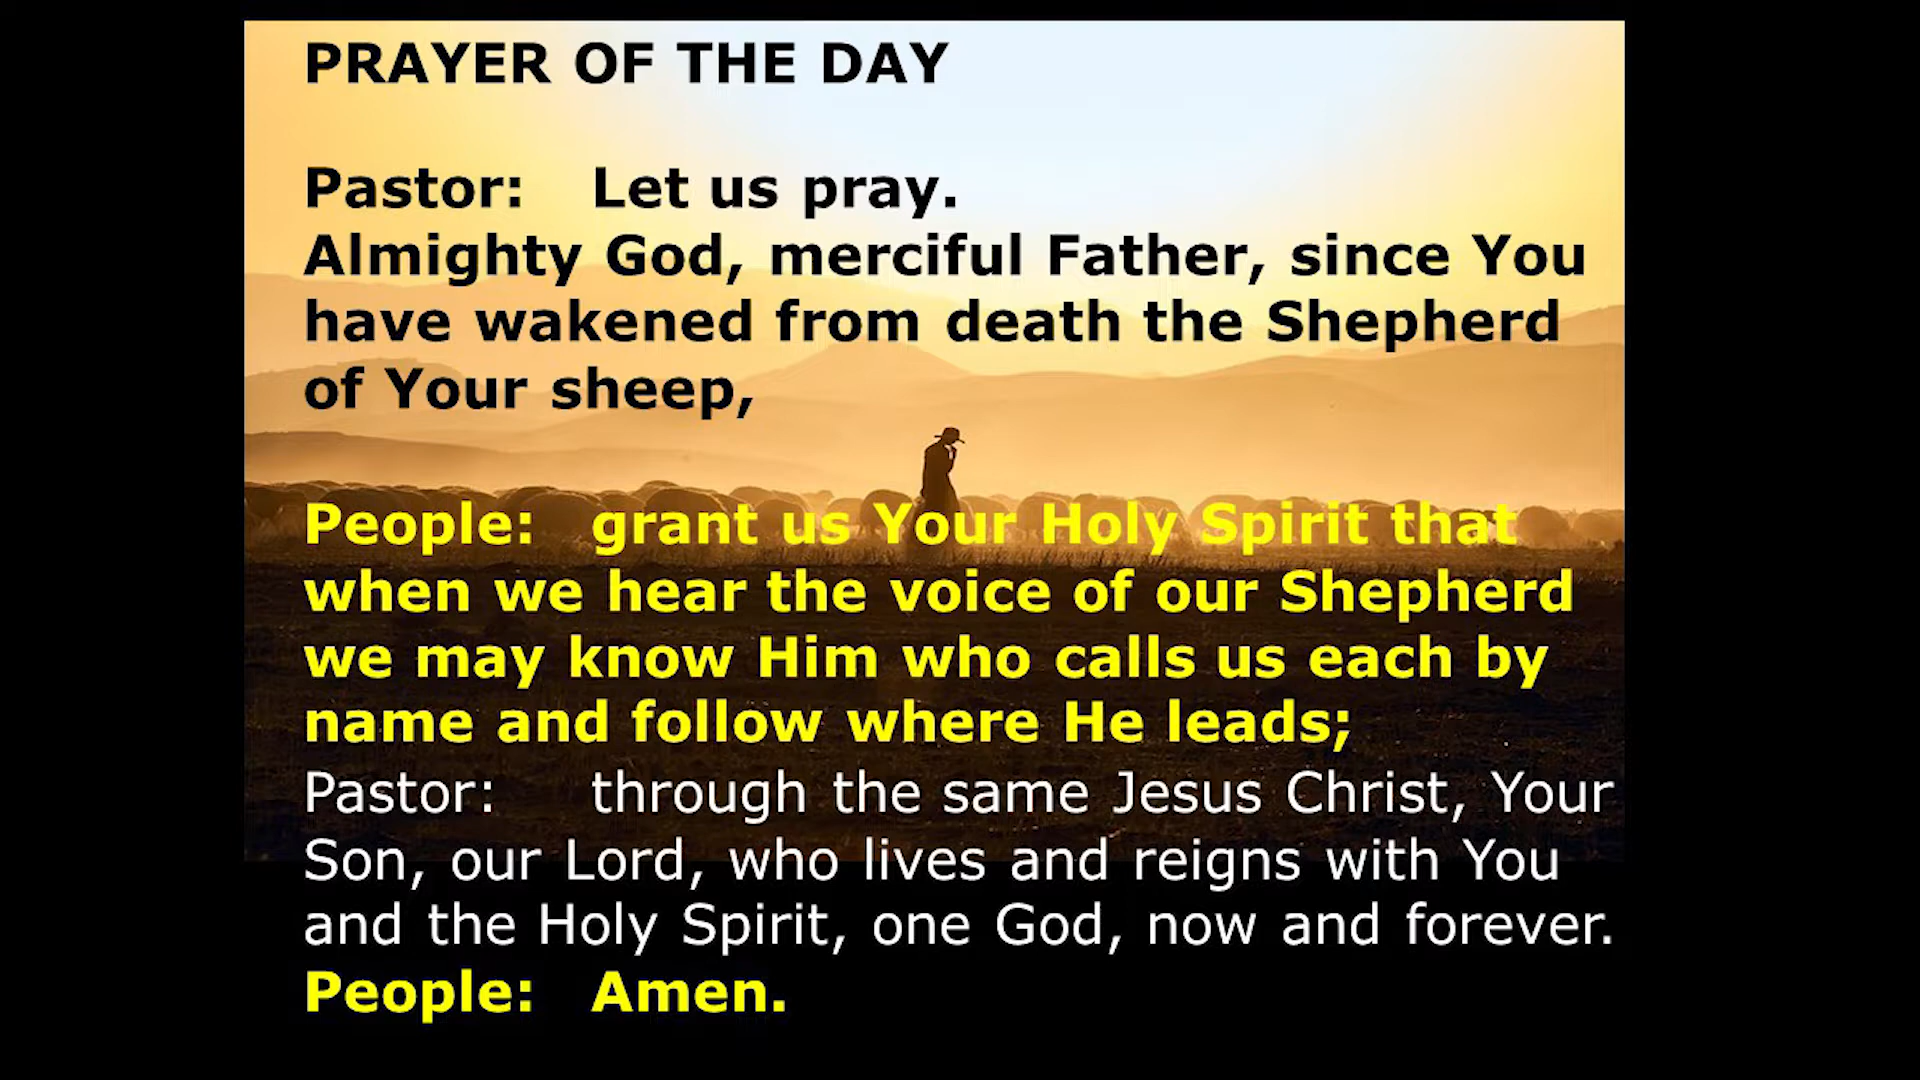 PRAYER OF THE DAY
Pastor: Let us pray.
Almighty God, merciful Father, since You
have wakened from death the Shepherd
of Your sheep,
People: grant us Your Holy Spirit that
when we hear the voice of our Shepherd
we may know Him who calls us each by
name and follow where He leads;
Pastor: through the same Jesus Christ, Your
Son, our Lord, who lives and reigns with You
and the Holy Spirit, one God, now and forever.
People: Amen.